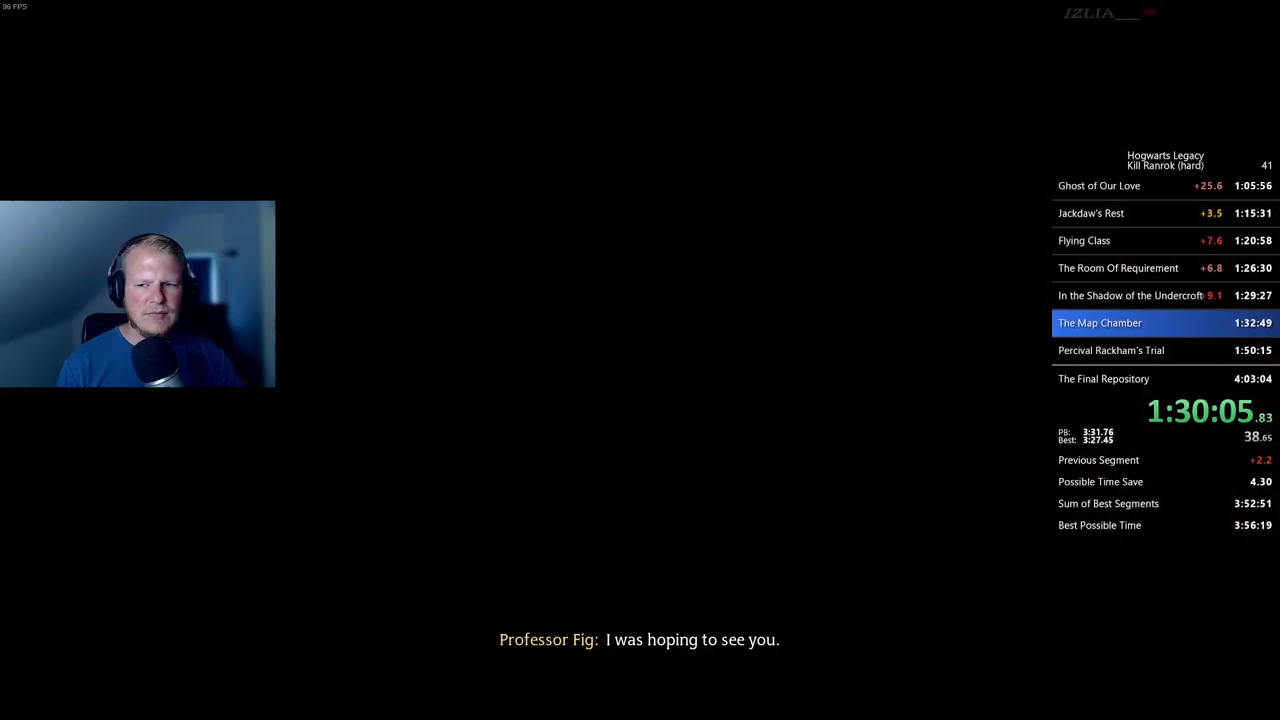 96 FPS
IZLIA___
Hogwarts Legacy
Kill Ranrok (hard) 41
Ghost of Our Love +25.6 1:05:56
Jackdaw's Rest +3.5 1:15:31
Flying Class +7.6 1:20:58
The Room Of Requirement +6.8 1:26:30
In the Shadow of the Undercroft 9.1 1:29:27
The Map Chamber 1:32:49
Percival Rackham's Trial 1:50:15
The Final Repository 4:03:04
1:30:05.83
PB: 3:31.76
Best: 3:27.45
38.65
Previous Segment +2.2
Possible Time Save 4.30
Sum of Best Segments 3:52:51
Best Possible Time 3:56:19
Professor Fig: I was hoping to see you.